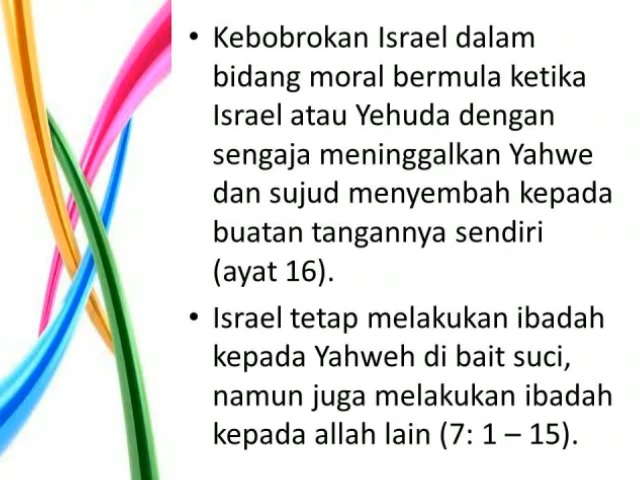 • Kebobrokan Israel dalam
bidang moral bermula ketika
Israel atau Yehuda dengan
sengaja meninggalkan Yahwe
dan sujud menyembah kepada
buatan tangannya sendiri
(ayat 16).
• Israel tetap melakukan ibadah
kepada Yahweh di bait suci,
namun juga melakukan ibadah
kepada allah lain (7: 1 – 15).